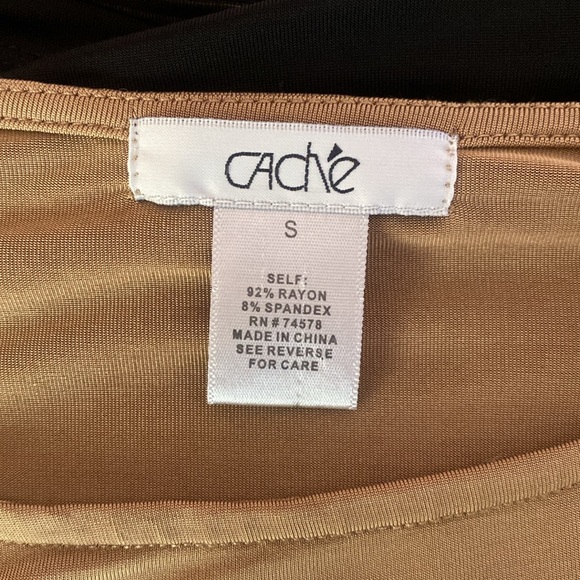 CAChé
S
SELF:
92% RAYON
8% SPANDEX
RN # 74578
MADE IN CHINA
SEE REVERSE
FOR CARE